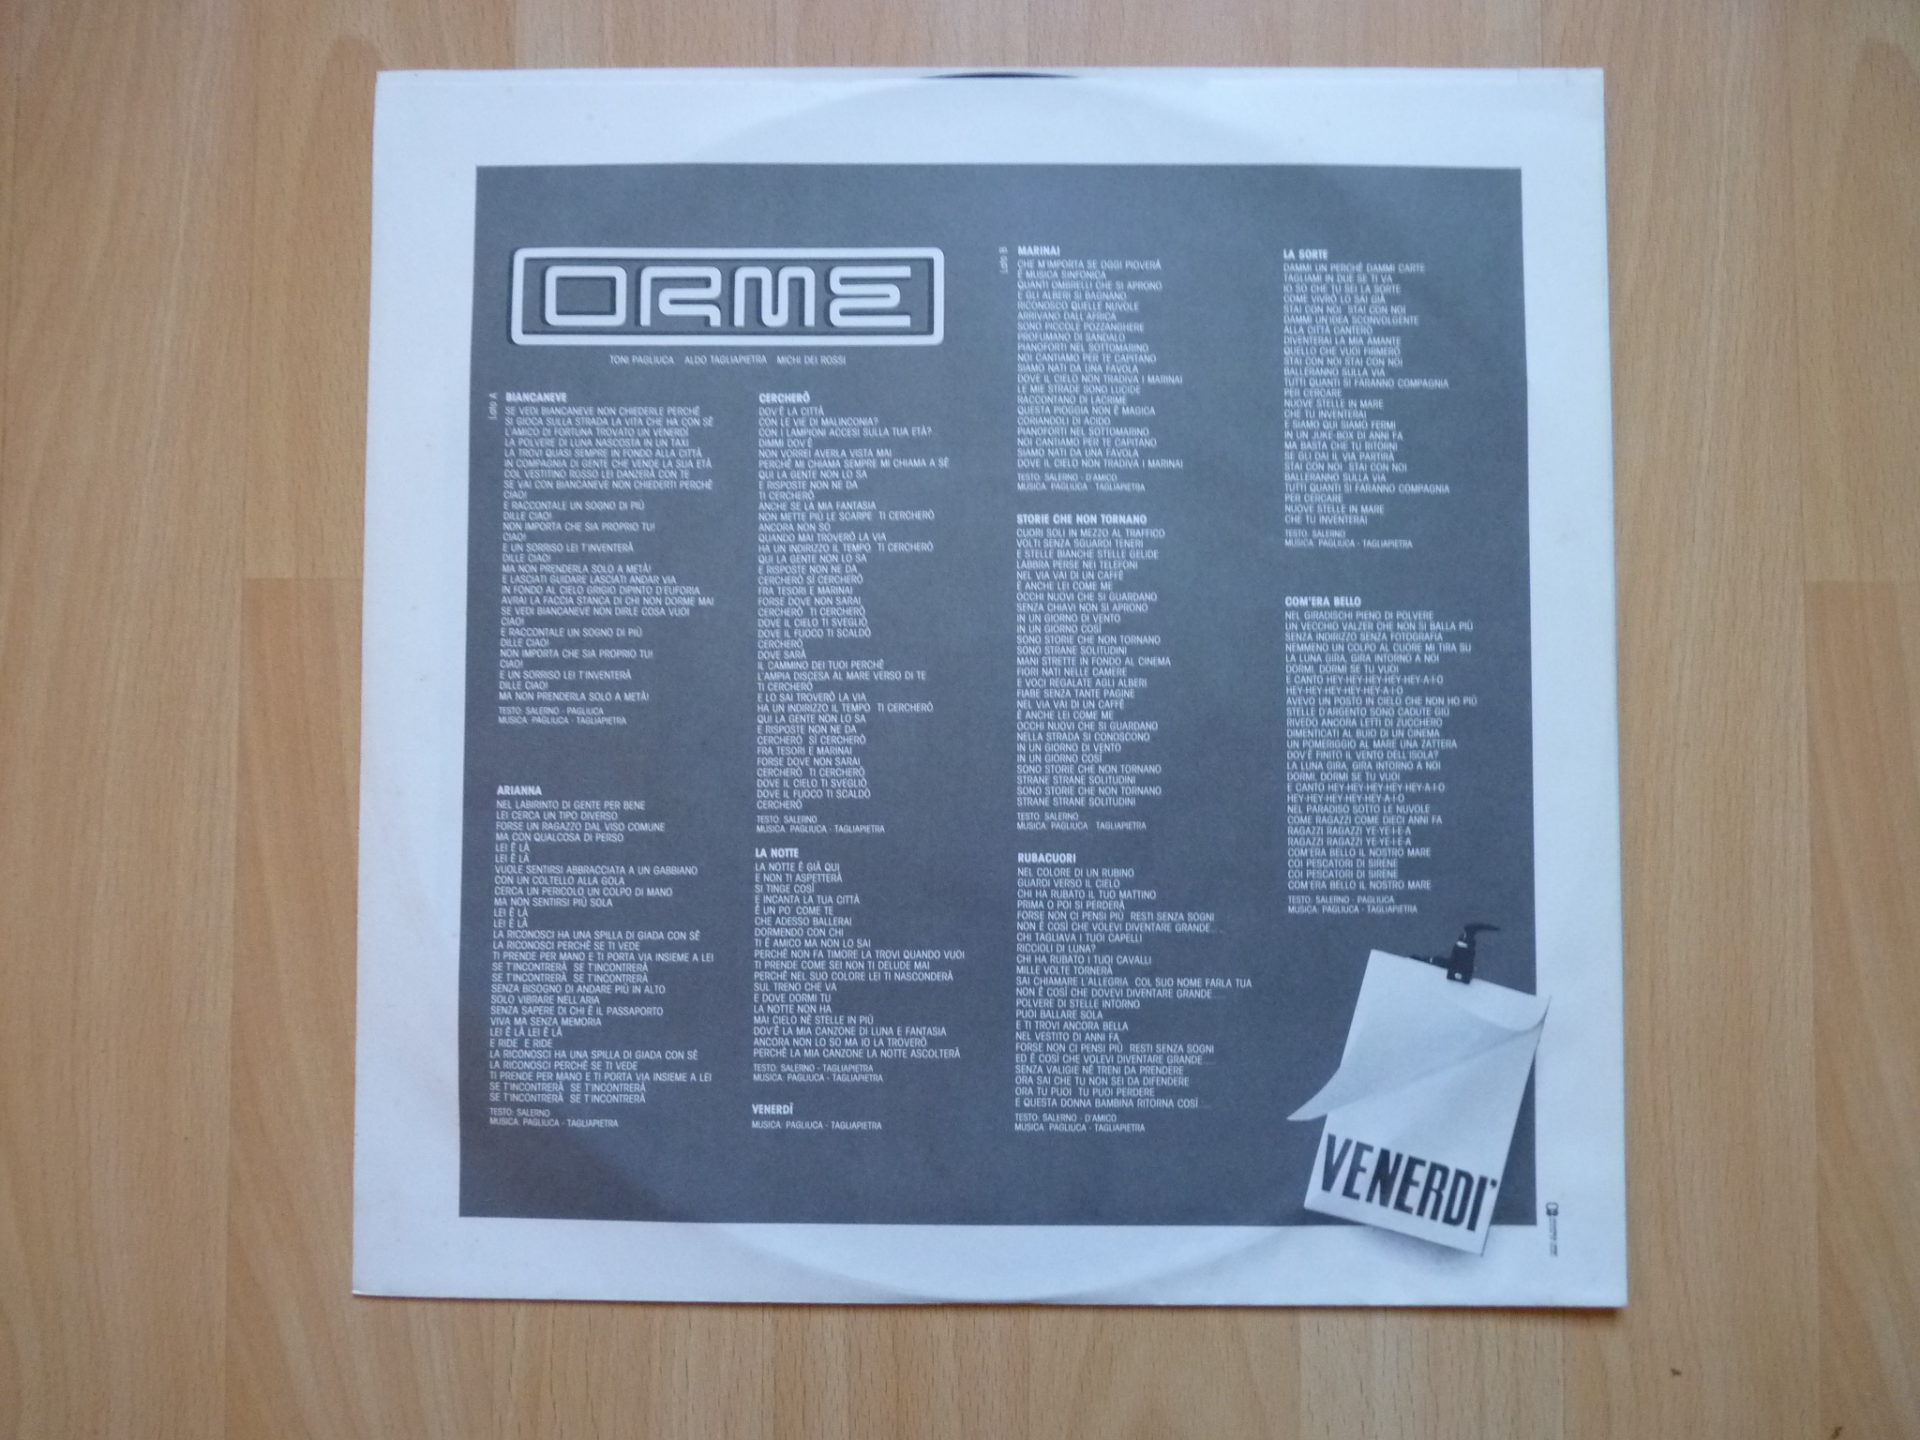 ORME
TONI PAGLIUCA ALDO TAGLIAPIETRA MICHI DEI ROSSI
Lato A
BIANCANEVE
SE VEDI BIANCANEVE NON CHIEDERLE PERCHÉ
SI GIOCA SULLA STRADA LA VITA CHE HA CON SÉ
L'AMICO DI FORTUNA TROVATO UN VENERDÌ
LA POLVERE DI LUNA NASCOSTA IN UN TAXI
LA TROVI QUASI SEMPRE IN FONDO ALLA CITTÀ
IN COMPAGNIA DI GENTE CHE VENDE LA SUA ETÀ
COL VESTITINO ROSSO LEI DANZERÀ CON TE
SE VAI CON BIANCANEVE NON CHIEDERTI PERCHÉ
CIAO!
E RACCONTALE UN SOGNO DI PIÙ
DILLE CIAO!
NON IMPORTA CHE SIA PROPRIO TU!
CIAO!
E UN SORRISO LEI T'INVENTERÀ
DILLE CIAO!
MA NON PRENDERLA SOLO A METÀ!
E LASCIATI GUIDARE LASCIATI ANDAR VIA
IN FONDO AL CIELO GRIGIO DIPINTO D'EUFORIA
AVRAI LA FACCIA STANCA DI CHI NON DORME MAI
SE VEDI BIANCANEVE NON DIRLE COSA VUOI
CIAO!
E RACCONTALE UN SOGNO DI PIÙ
DILLE CIAO!
NON IMPORTA CHE SIA PROPRIO TU!
CIAO!
E UN SORRISO LEI T'INVENTERÀ
DILLE CIAO!
MA NON PRENDERLA SOLO A METÀ!
TESTO: SALERNO - PAGLIUCA
MUSICA: PAGLIUCA - TAGLIAPIETRA
ARIANNA
NEL LABIRINTO DI GENTE PER BENE
LEI CERCA UN TIPO DIVERSO
FORSE UN RAGAZZO DAL VISO COMUNE
MA CON QUALCOSA DI PERSO
LEI È LÀ
LEI È LÀ
VUOLE SENTIRSI ABBRACCIATA A UN GABBIANO
CON UN COLTELLO ALLA GOLA
CERCA UN PERICOLO UN COLPO DI MANO
MA NON SENTIRSI PIÙ SOLA
LEI È LÀ
LEI È LÀ
LA RICONOSCI HA UNA SPILLA DI GIADA CON SÉ
LA RICONOSCI PERCHÉ SE TI VEDE
TI PRENDE PER MANO E TI PORTA VIA INSIEME A LEI
SE T'INCONTRERÀ SE T'INCONTRERÀ
SE T'INCONTRERÀ SE T'INCONTRERÀ
SENZA BISOGNO DI ANDARE PIÙ IN ALTO
SOLO VIBRARE NELL'ARIA
SENZA SAPERE DI CHI È IL PASSAPORTO
VIVA MA SENZA MEMORIA
LEI È LÀ LEI È LÀ
E RIDE E RIDE
LA RICONOSCI HA UNA SPILLA DI GIADA CON SÉ
LA RICONOSCI PERCHÉ SE TI VEDE
TI PRENDE PER MANO E TI PORTA VIA INSIEME A LEI
SE T'INCONTRERÀ SE T'INCONTRERÀ
SE T'INCONTRERÀ SE T'INCONTRERÀ
TESTO: SALERNO
MUSICA: PAGLIUCA - TAGLIAPIETRA
CERCHERÒ
DOV'È LA CITTÀ
CON LE VIE DI MALINCONIA?
CON I LAMPIONI ACCESI SULLA TUA ETÀ?
DIMMI DOV'È
NON VORREI AVERLA VISTA MAI
PERCHÉ MI CHIAMA SEMPRE MI CHIAMA A SÉ
QUI LA GENTE NON LO SA
E RISPOSTE NON NE DÀ
TI CERCHERÒ
ANCHE SE LA MIA FANTASIA
NON METTE PIÙ LE SCARPE TI CERCHERÒ
ANCORA NON SO
QUANDO MAI TROVERÒ LA VIA
HA UN INDIRIZZO IL TEMPO TI CERCHERÒ
QUI LA GENTE NON LO SA
E RISPOSTE NON NE DÀ
CERCHERÒ SÌ CERCHERÒ
FRA TESORI E MARINAI
FORSE DOVE NON SARAI
CERCHERÒ TI CERCHERÒ
DOVE IL CIELO TI SVEGLIÒ
DOVE IL FUOCO TI SCALDÒ
CERCHERÒ
DOVE SARÀ
IL CAMMINO DEI TUOI PERCHÉ
L'AMPIA DISCESA AL MARE VERSO DI TE
TI CERCHERÒ
E LO SAI TROVERÒ LA VIA
HA UN INDIRIZZO IL TEMPO TI CERCHERÒ
QUI LA GENTE NON LO SA
E RISPOSTE NON NE DÀ
CERCHERÒ SÌ CERCHERÒ
FRA TESORI E MARINAI
FORSE DOVE NON SARAI
CERCHERÒ TI CERCHERÒ
DOVE IL CIELO TI SVEGLIÒ
DOVE IL FUOCO TI SCALDÒ
CERCHERÒ
TESTO: SALERNO
MUSICA: PAGLIUCA - TAGLIAPIETRA
LA NOTTE
LA NOTTE È GIÀ QUI
E NON TI ASPETTERÀ
SI TINGE COSÌ
E INCANTA LA TUA CITTÀ
È UN PO' COME TE
CHE ADESSO BALLERAI
DORMENDO CON CHI
TI È AMICO MA NON LO SAI
PERCHÉ NON FA TIMORE LA TROVI QUANDO VUOI
TI PRENDE COME SEI NON TI DELUDE MAI
PERCHÉ NEL SUO COLORE LEI TI NASCONDERÀ
SUL TRENO CHE VA
E DOVE DORMI TU
LA NOTTE NON HA
MAI CIELO NÉ STELLE IN PIÙ
DOV'È LA MIA CANZONE DI LUNA E FANTASIA
ANCORA NON LO SO MA IO LA TROVERÒ
PERCHÉ LA MIA CANZONE LA NOTTE ASCOLTERÀ
TESTO: SALERNO - TAGLIAPIETRA
MUSICA: PAGLIUCA - TAGLIAPIETRA
VENERDÌ
MUSICA: PAGLIUCA - TAGLIAPIETRA
Lato B
MARINAI
CHE M'IMPORTA SE OGGI PIOVERÀ
È MUSICA SINFONICA
QUANTI OMBRELLI CHE SI APRONO
E GLI ALBERI SI BAGNANO
RICONOSCO QUELLE NUVOLE
ARRIVANO DALL'AFRICA
SONO PICCOLE POZZANGHERE
PROFUMANO DI SANDALO
PIANOFORTI NEL SOTTOMARINO
NOI CANTIAMO PER TE CAPITANO
SIAMO NATI DA UNA FAVOLA
DOVE IL CIELO NON TRADIVA I MARINAI
LE MIE STRADE SONO LUCIDE
RACCONTANO DI LACRIME
QUESTA PIOGGIA NON È MAGICA
CORIANDOLI DI ACIDO
PIANOFORTI NEL SOTTOMARINO
NOI CANTIAMO PER TE CAPITANO
SIAMO NATI DA UNA FAVOLA
DOVE IL CIELO NON TRADIVA I MARINAI
TESTO: SALERNO - D'AMICO
MUSICA: PAGLIUCA - TAGLIAPIETRA
STORIE CHE NON TORNANO
CUORI SOLI IN MEZZO AL TRAFFICO
VOLTI SENZA SGUARDI TENERI
E STELLE BIANCHE STELLE GELIDE
LABBRA PERSE NEI TELEFONI
NEL VIA VAI DI UN CAFFÈ
È ANCHE LEI COME ME
OCCHI NUOVI CHE SI GUARDANO
SENZA CHIAVI NON SI APRONO
IN UN GIORNO DI VENTO
IN UN GIORNO COSÌ
SONO STORIE CHE NON TORNANO
SONO STRANE SOLITUDINI
MANI STRETTE IN FONDO AL CINEMA
FIORI NATI NELLE CAMERE
E VOCI REGALATE AGLI ALBERI
FIABE SENZA TANTE PAGINE
NEL VIA VAI DI UN CAFFÈ
È ANCHE LEI COME ME
OCCHI NUOVI CHE SI GUARDANO
NELLA STRADA SI CONOSCONO
IN UN GIORNO DI VENTO
IN UN GIORNO COSÌ
SONO STORIE CHE NON TORNANO
STRANE STRANE SOLITUDINI
SONO STORIE CHE NON TORNANO
STRANE STRANE SOLITUDINI
TESTO: SALERNO
MUSICA: PAGLIUCA - TAGLIAPIETRA
RUBACUORI
NEL COLORE DI UN RUBINO
GUARDI VERSO IL CIELO
CHI HA RUBATO IL TUO MATTINO
PRIMA O POI SI PERDERÀ
FORSE NON CI PENSI PIÙ RESTI SENZA SOGNI
NON È COSÌ CHE VOLEVI DIVENTARE GRANDE....
CHI TAGLIAVA I TUOI CAPELLI
RICCIOLI DI LUNA?
CHI HA RUBATO I TUOI CAVALLI
MILLE VOLTE TORNERÀ
SAI CHIAMARE L'ALLEGRIA COL SUO NOME FARLA TUA
NON È COSÌ CHE DOVEVI DIVENTARE GRANDE....
POLVERE DI STELLE INTORNO
PUOI BALLARE SOLA
E TI TROVI ANCORA BELLA
NEL VESTITO DI ANNI FA
FORSE NON CI PENSI PIÙ RESTI SENZA SOGNI
ED È COSÌ CHE VOLEVI DIVENTARE GRANDE....
SENZA VALIGIE NÉ TRENI DA PRENDERE
ORA SAI CHE TU NON SEI DA DIFENDERE
ORA TU PUOI TU PUOI PERDERE
E QUESTA DONNA BAMBINA RITORNA COSÌ....
TESTO: SALERNO - D'AMICO
MUSICA: PAGLIUCA - TAGLIAPIETRA
LA SORTE
DAMMI UN PERCHÉ DAMMI CARTE
TAGLIAMI IN DUE SE TI VA
IO SO CHE TU SEI LA SORTE
COME VIVRÒ LO SAI GIÀ
STAI CON NOI STAI CON NOI
DAMMI UN'IDEA SCONVOLGENTE
ALLA CITTÀ CANTERÒ
DIVENTERAI LA MIA AMANTE
QUELLO CHE VUOI FIRMERÒ
STAI CON NOI STAI CON NOI
BALLERANNO SULLA VIA
TUTTI QUANTI SI FARANNO COMPAGNIA
PER CERCARE
NUOVE STELLE IN MARE
CHE TU INVENTERAI
E SIAMO QUI SIAMO FERMI
IN UN JUKE-BOX DI ANNI FA
MA BASTA CHE TU RITORNI
SE GLI DAI IL VIA PARTIRÀ
STAI CON NOI STAI CON NOI
BALLERANNO SULLA VIA
TUTTI QUANTI SI FARANNO COMPAGNIA
PER CERCARE
NUOVE STELLE IN MARE
CHE TU INVENTERAI
TESTO: SALERNO
MUSICA: PAGLIUCA - TAGLIAPIETRA
COM'ERA BELLO
NEL GIRADISCHI PIENO DI POLVERE
UN VECCHIO VALZER CHE NON SI BALLA PIÙ
SENZA INDIRIZZO SENZA FOTOGRAFIA
NEMMENO UN COLPO AL CUORE MI TIRA SU
LA LUNA GIRA, GIRA INTORNO A NOI
DORMI, DORMI SE TU VUOI
E CANTO HEY-HEY-HEY-HEY-HEY-A-I-O
HEY-HEY-HEY-HEY-HEY-A-I-O
AVEVO UN POSTO IN CIELO CHE NON HO PIÙ
STELLE D'ARGENTO SONO CADUTE GIÙ
RIVEDO ANCORA LETTI DI ZUCCHERO
DIMENTICATI AL BUIO DI UN CINEMA
UN POMERIGGIO AL MARE UNA ZATTERA
DOV'È FINITO IL VENTO DELL'ISOLA?
LA LUNA GIRA, GIRA INTORNO A NOI
DORMI, DORMI SE TU VUOI
E CANTO HEY-HEY-HEY-HEY-HEY-A-I-O
HEY-HEY-HEY-HEY-HEY-A-I-O
NEL PARADISO SOTTO LE NUVOLE
COME RAGAZZI COME DIECI ANNI FA
RAGAZZI RAGAZZI YE-YE-I-E-A
RAGAZZI RAGAZZI YE-YE-I-E-A
COM'ERA BELLO IL NOSTRO MARE
COI PESCATORI DI SIRENE
COI PESCATORI DI SIRENE
COM'ERA BELLO IL NOSTRO MARE
TESTO: SALERNO - PAGLIUCA
MUSICA: PAGLIUCA - TAGLIAPIETRA
VENERDI'